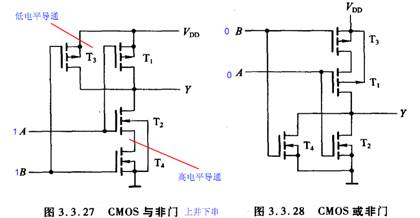 低电平导通
V_DD
0 B
V_DD
T₃
T₁
T₃
0 A
T₁
Y
T₂
Y
1 A
高电平导通
T₄
T₂
T₄
1 B
图 3.3.27 CMOS 与非门 上并下串
图 3.3.28 CMOS 或非门